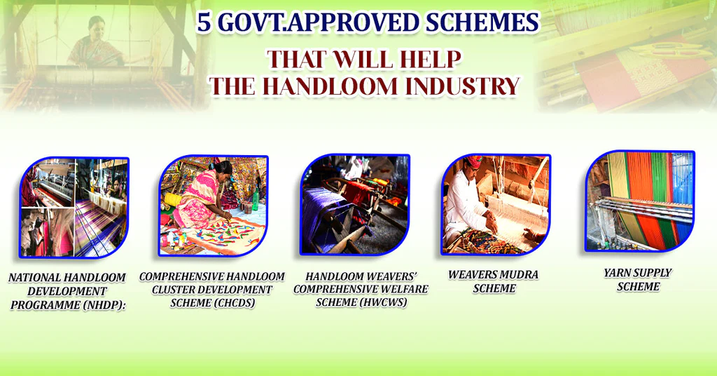 5 GOVT.APPROVED SCHEMES
THAT WILL HELP
THE HANDLOOM INDUSTRY
NATIONAL HANDLOOM
DEVELOPMENT
PROGRAMME (NHDP):
COMPREHENSIVE HANDLOOM
CLUSTER DEVELOPMENT
SCHEME (CHCDS)
HANDLOOM WEAVERS'
COMPREHENSIVE WELFARE
SCHEME (HWCWS)
WEAVERS MUDRA
SCHEME
YARN SUPPLY
SCHEME